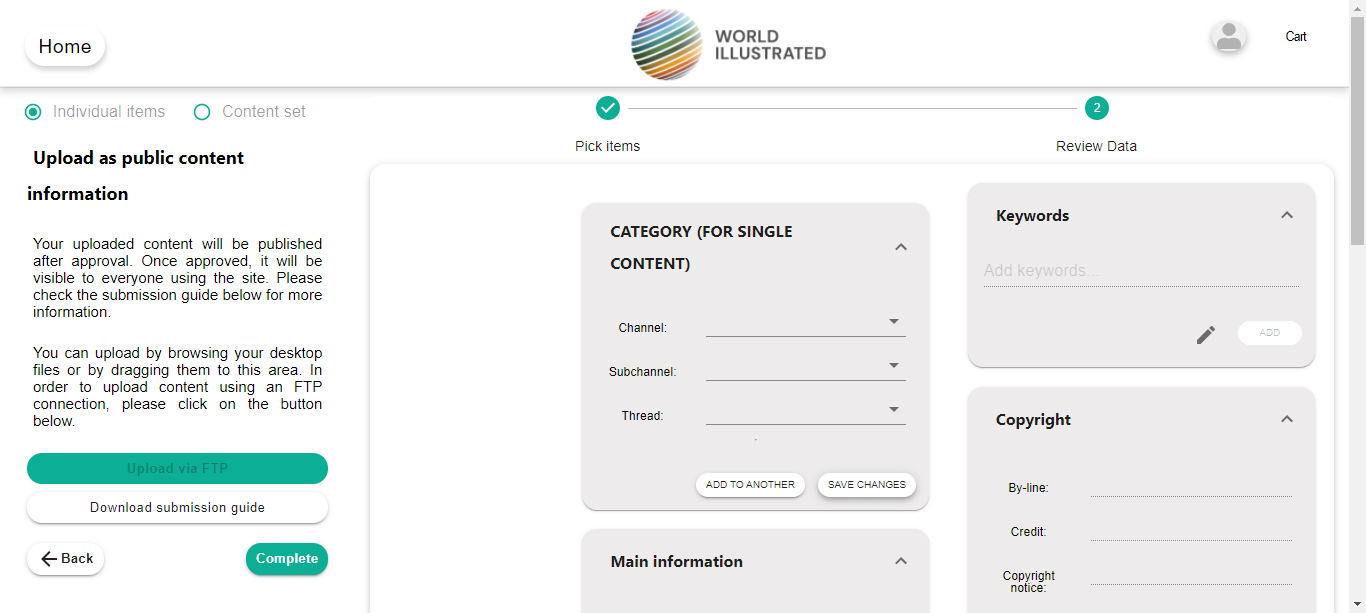 Home
WORLD
ILLUSTRATED
Cart
Individual items
Content set
2
Pick items
Review Data
Upload as public content
information
Your uploaded content will be published
after approval. Once approved, it will be
visible to everyone using the site. Please
check the submission guide below for more
information.
You can upload by browsing your desktop
files or by dragging them to this area. In
order to upload content using an FTP
connection, please click on the button
below.
Upload via FTP
Download submission guide
Back
Complete
CATEGORY (FOR SINGLE
CONTENT)
Channel:
Subchannel:
Thread:
ADD TO ANOTHER
SAVE CHANGES
Main information
Keywords
Add keywords...
ADD
Copyright
By-line:
Credit:
Copyright
notice: